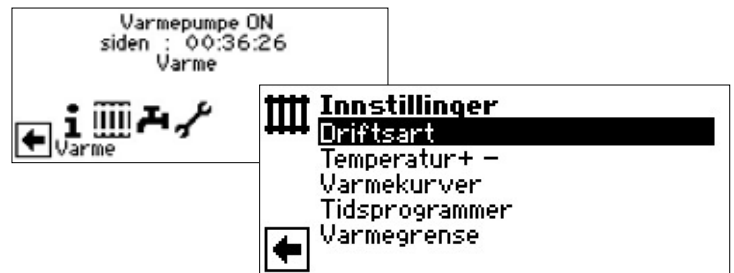 Varmepumpe ON
siden : 00:36:26
Varme
Varme
Innstillinger
Driftsart
Temperatur+ −
Varmekurver
Tidsprogrammer
Varmegrense